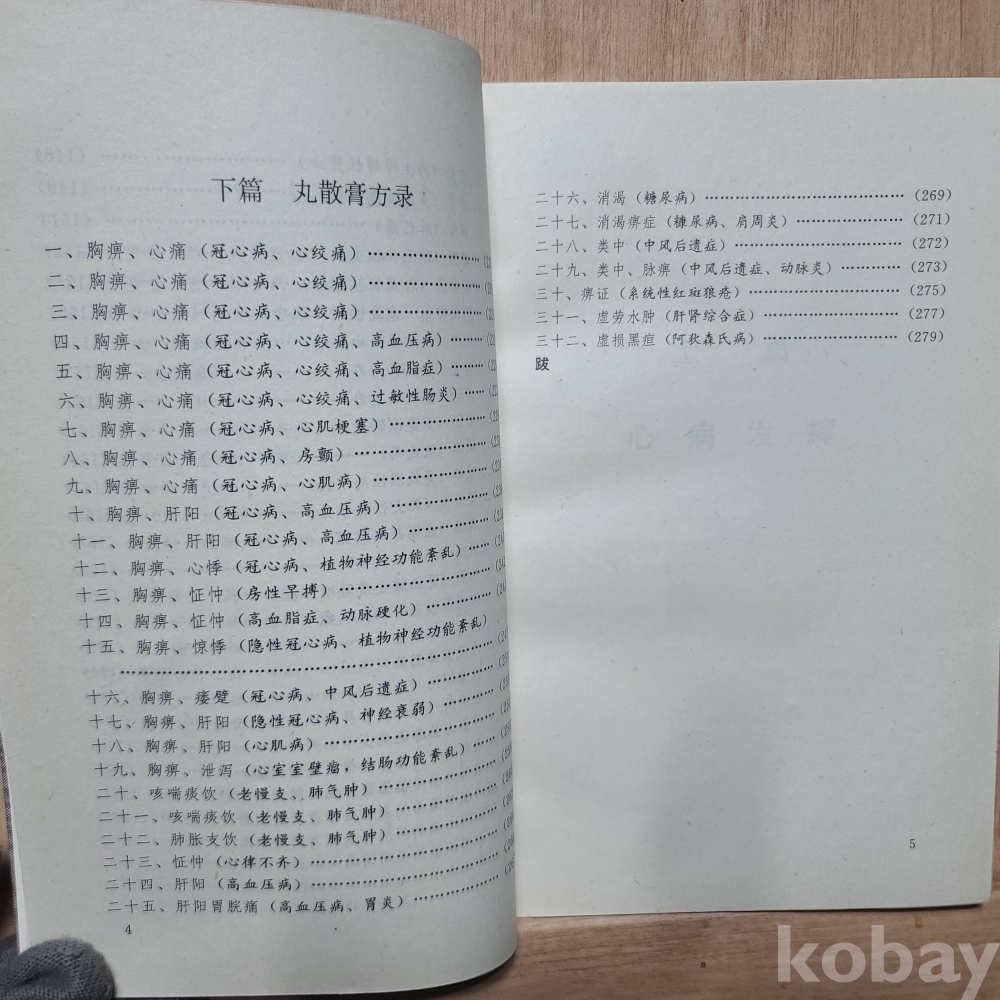 下篇 丸散膏方录
一、胸痹、心痛（冠心病、心绞痛）
二、胸痹、心痛（冠心病、心绞痛）
三、胸痹、心痛（冠心病、心绞痛）
四、胸痹、心痛（冠心病、心绞痛、高血压病）
五、胸痹、心痛（冠心病、心绞痛、高血脂症）
六、胸痹、心痛（冠心病、心绞痛、过敏性肠炎）
七、胸痹、心痛（冠心病、心肌梗塞）
八、胸痹、心痛（冠心病、房颤）
九、胸痹、心痛（冠心病、心肌病）
十、胸痹、肝阳（冠心病、高血压病）
十一、胸痹、肝阳（冠心病、高血压病）
十二、胸痹、心悸（冠心病、植物神经功能紊乱）
十三、胸痹、怔忡（房性早搏）
十四、胸痹、怔忡（高血脂症、动脉硬化）
十五、胸痹、惊悸（隐性冠心病、植物神经功能紊乱）
十六、胸痹、痿躄（冠心病、中风后遗症）
十七、胸痹、肝阳（隐性冠心病、神经衰弱）
十八、胸痹、肝阳（心肌病）
十九、胸痹、泄泻（心室室壁瘤，结肠功能紊乱）
二十、咳喘痰饮（老慢支、肺气肿）
二十一、咳喘痰饮（老慢支、肺气肿）
二十二、肺胀支饮（老慢支、肺气肿）
二十三、怔忡（心律不齐）
二十四、肝阳（高血压病）
二十五、肝阳胃脘痛（高血压病、胃炎）
4
二十六、消渴（糖尿病）……（269）
二十七、消渴痹症（糖尿病、肩周炎）……（271）
二十八、类中（中风后遗症）……（272）
二十九、类中、脉痹（中风后遗症、动脉炎）……（273）
三十、痹证（系统性红斑狼疮）……（275）
三十一、虚劳水肿（肝肾综合症）……（277）
三十二、虚损黑疸（阿狄森氏病）……（279）
跋
心病发挥
5
kobay